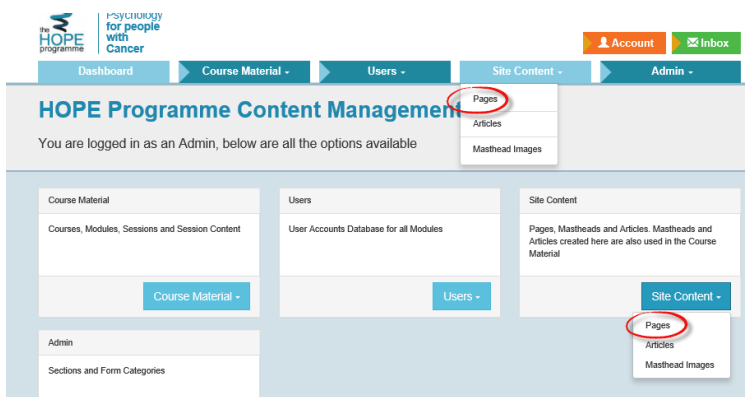 the
HOPE
programme
Psychology
for people
with
Cancer
Account
Inbox
Dashboard
Course Material
Users
Site Content
Admin
Pages
Articles
Masthead Images
HOPE Programme Content Management
You are logged in as an Admin, below are all the options available
Course Material
Courses, Modules, Sessions and Session Content
Course Material
Users
User Accounts Database for all Modules
Users
Site Content
Pages, Mastheads and Articles. Mastheads and
Articles created here are also used in the Course
Material
Site Content
Pages
Articles
Masthead Images
Admin
Sections and Form Categories